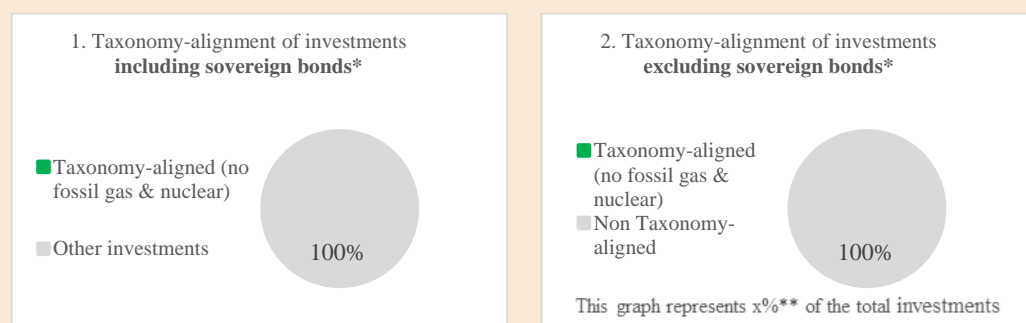 1. Taxonomy-alignment of investments
including sovereign bonds*
Taxonomy-aligned (no
fossil gas & nuclear)
Other investments
100%
2. Taxonomy-alignment of investments
excluding sovereign bonds*
Taxonomy-aligned
(no fossil gas &
nuclear)
Non Taxonomy-
aligned
100%
This graph represents x%** of the total investments